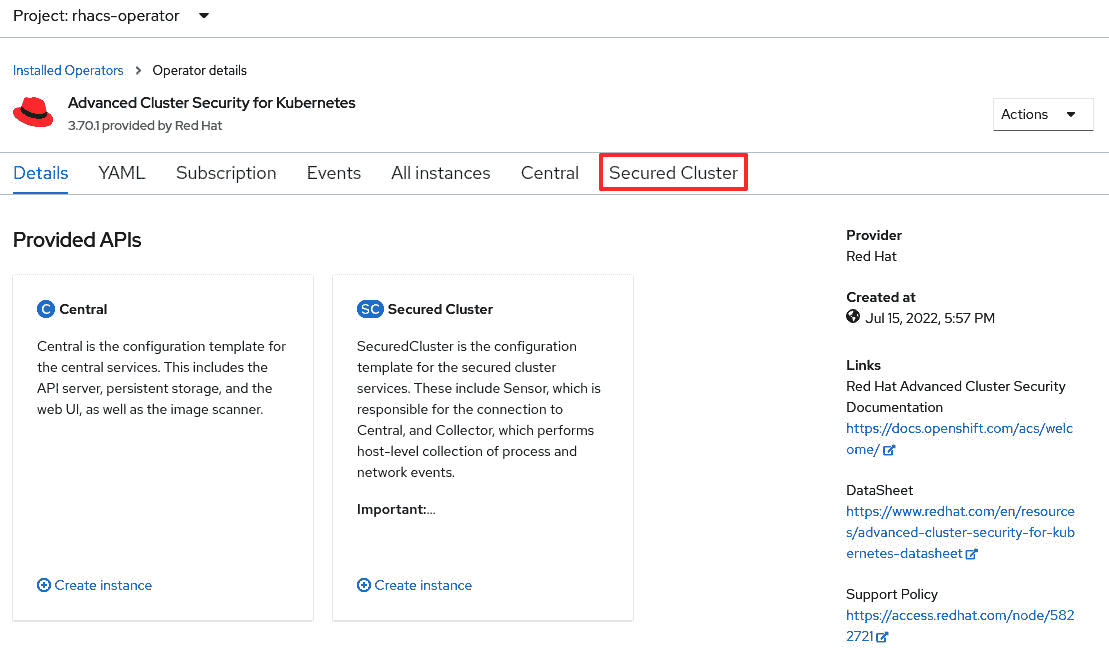 Project: rhacs-operator
Installed Operators > Operator details
Advanced Cluster Security for Kubernetes
3.70.1 provided by Red Hat
Actions
Details YAML Subscription Events All instances Central Secured Cluster
Provided APIs
C Central
Central is the configuration template for
the central services. This includes the
API server, persistent storage, and the
web UI, as well as the image scanner.
Create instance
SC Secured Cluster
SecuredCluster is the configuration
template for the secured cluster
services. These include Sensor, which is
responsible for the connection to
Central, and Collector, which performs
host-level collection of process and
network events.
Important:...
Create instance
Provider
Red Hat
Created at
Jul 15, 2022, 5:57 PM
Links
Red Hat Advanced Cluster Security
Documentation
https://docs.openshift.com/acs/welc
ome/
DataSheet
https://www.redhat.com/en/resource
s/advanced-cluster-security-for-kub
ernetes-datasheet
Support Policy
https://access.redhat.com/node/582
2721